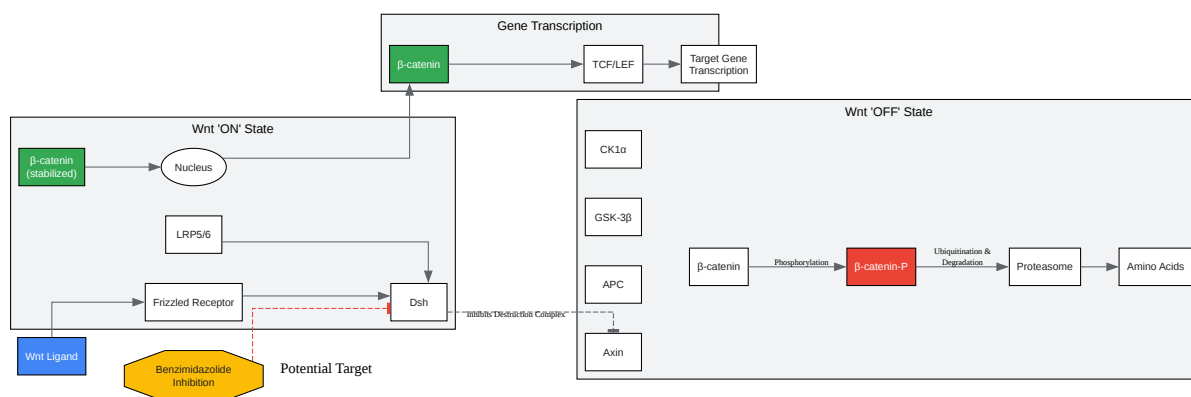 Gene Transcription
β-catenin
TCF/LEF
Target Gene
Transcription
Wnt 'ON' State
β-catenin
(stabilized)
Nucleus
LRP5/6
Frizzled Receptor
Dsh
Wnt Ligand
Benzimidazolide
Inhibition
Potential Target
Inhibits Destruction Complex
Wnt 'OFF' State
CK1α
GSK-3β
APC
Axin
β-catenin
Phosphorylation
β-catenin-P
Ubiquitination &
Degradation
Proteasome
Amino Acids